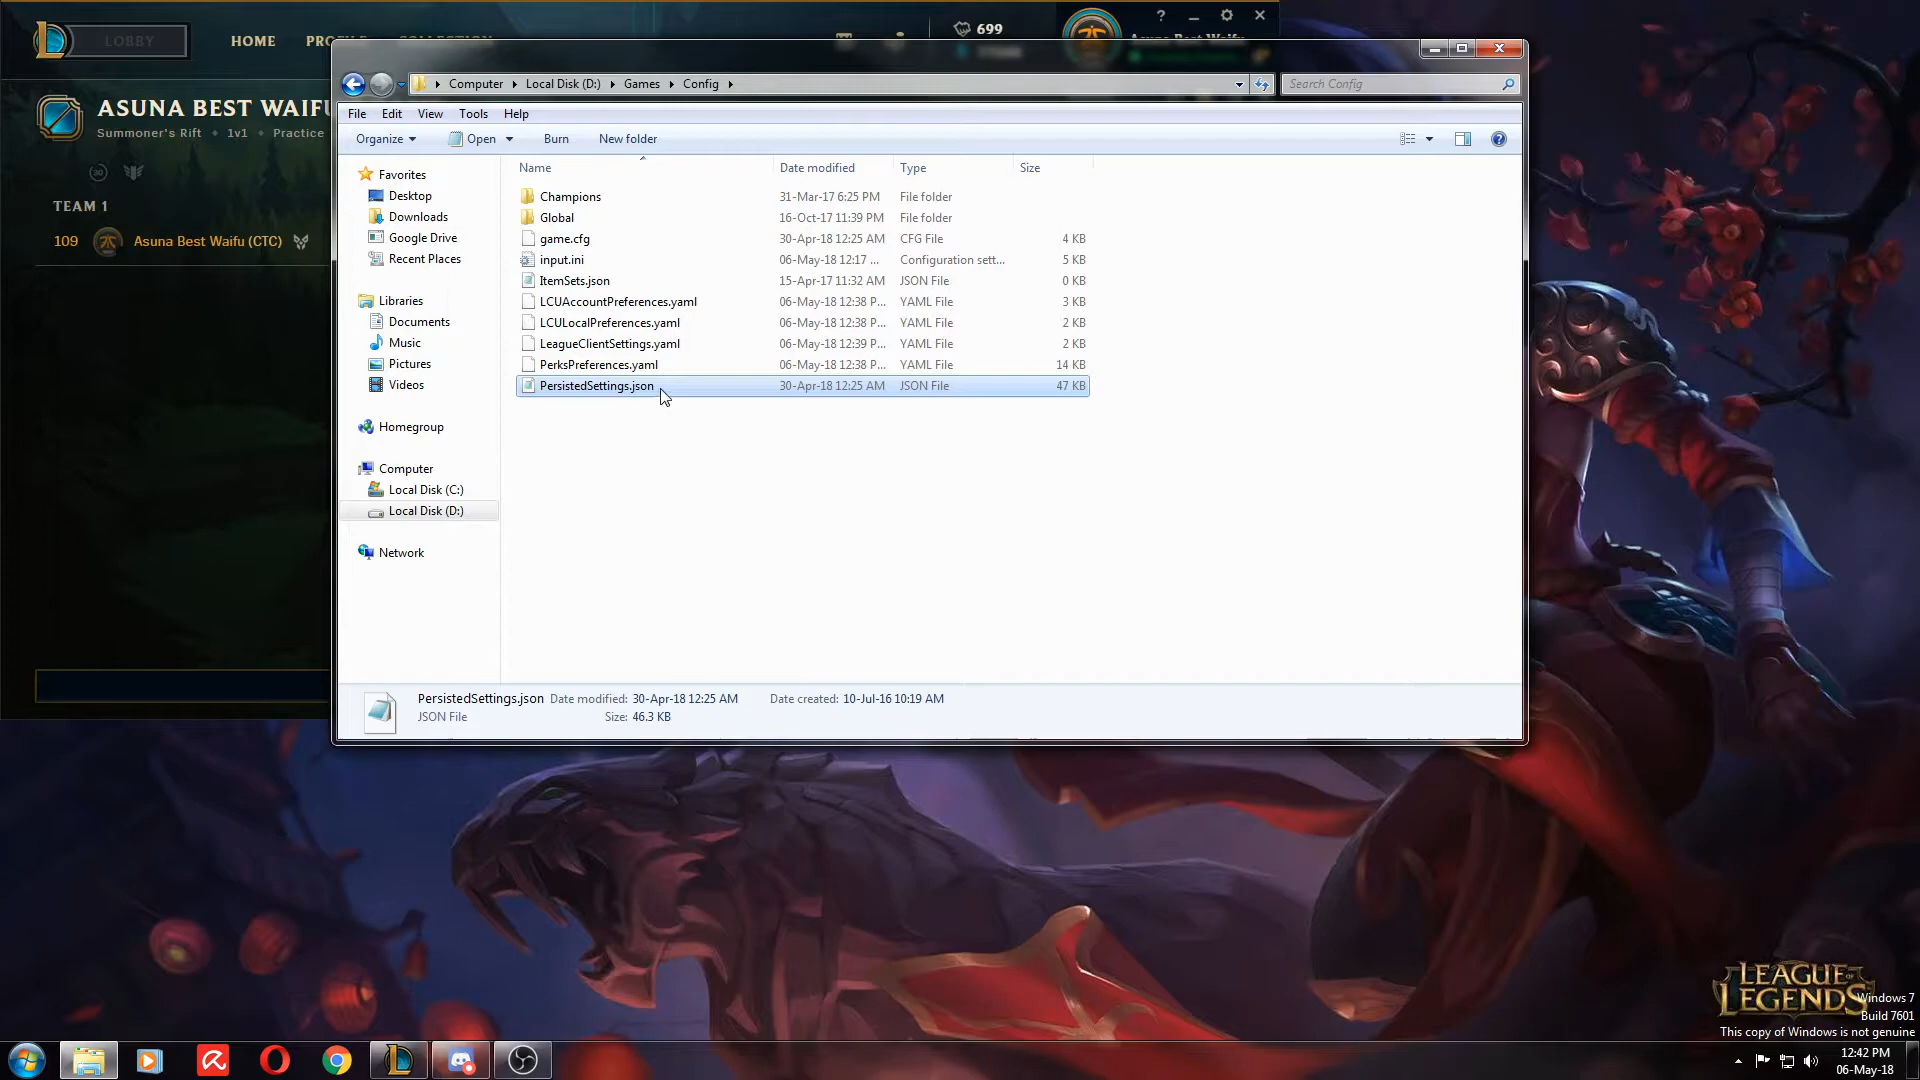 LOBBY
HOME
699
?
ASUNA BEST WAIFU
Summoner's Rift • 1v1 • Practice
30
TEAM 1
109 Asuna Best Waifu (CTC)
Computer Local Disk (D:) Games Config
Search Config
File Edit View Tools Help
Organize Open Burn New folder
Name Date modified Type Size
Champions 31-Mar-17 6:25 PM File folder
Global 16-Oct-17 11:39 PM File folder
game.cfg 30-Apr-18 12:25 AM CFG File 4 KB
input.ini 06-May-18 12:17 ... Configuration sett... 5 KB
ItemSets.json 15-Apr-17 11:32 AM JSON File 0 KB
LCUAccountPreferences.yaml 06-May-18 12:38 P... YAML File 3 KB
LCULocalPreferences.yaml 06-May-18 12:38 P... YAML File 2 KB
LeagueClientSettings.yaml 06-May-18 12:39 P... YAML File 2 KB
PerksPreferences.yaml 06-May-18 12:38 P... YAML File 14 KB
PersistedSettings.json 30-Apr-18 12:25 AM JSON File 47 KB
Favorites
Desktop
Downloads
Google Drive
Recent Places
Libraries
Documents
Music
Pictures
Videos
Homegroup
Computer
Local Disk (C:)
Local Disk (D:)
Network
PersistedSettings.json Date modified: 30-Apr-18 12:25 AM Date created: 10-Jul-16 10:19 AM
JSON File Size: 46.3 KB
LEAGUE OF
LEGENDS
Windows 7
Build 7601
This copy of Windows is not genuine
12:42 PM
06-May-18